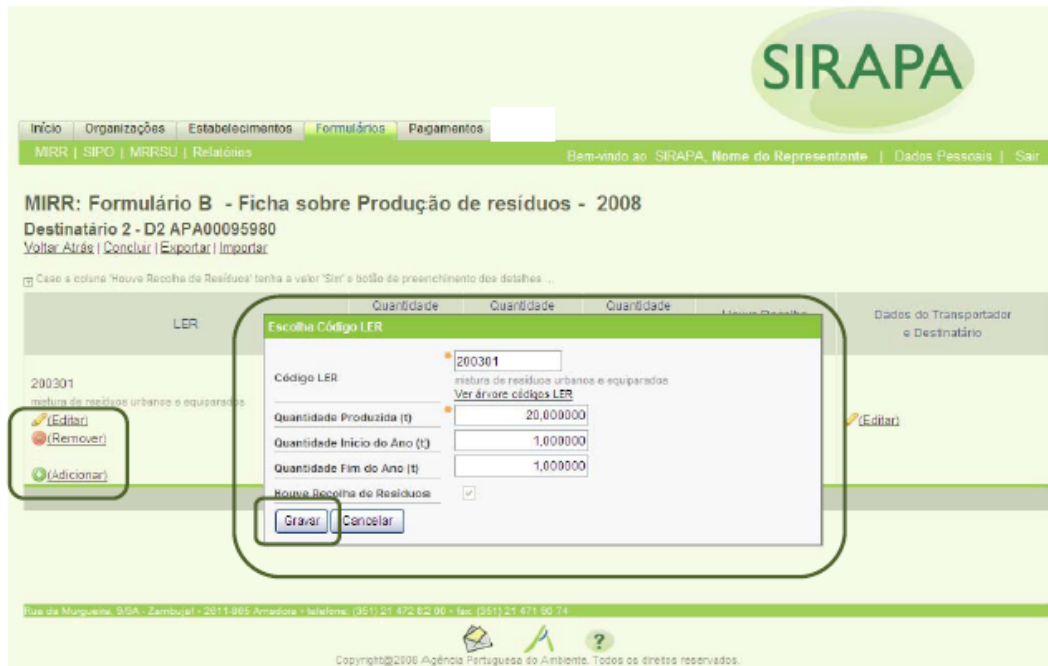 SIRAPA
Início Organizações Estabelecimentos Formulários Pagamentos
MIRR | SIPO | MRRSU | Relatórios
Bem-vindo ao SIRAPA, Nome do Representante | Dados Pessoais | Sair
MIRR: Formulário B - Ficha sobre Produção de resíduos - 2008
Destinatário 2 - D2 APA00095980
Voltar Atrás | Concluir | Exportar | Importar
Caso a coluna 'Houve Recolha de Resíduos' tenha a valor 'Sim' o botão de preenchimento dos detalhes ...
LER
Quantidade Quantidade Quantidade
Houve Recolha
Dados do Transportador
e Destinatário
200301
mistura de resíduos urbanos e equiparados
(Editar)
(Remover)
(Adicionar)
(Editar)
Escolha Código LER
Código LER
200301
mistura de resíduos urbanos e equiparados
Ver árvore códigos LER
Quantidade Produzida (t) 20,000000
Quantidade Inicio do Ano (t) 1,000000
Quantidade Fim do Ano (t) 1,000000
Houve Recolha de Resíduos
Gravar Cancelar
Rua da Murgueira, 9/9A - Zambujal - 2611-865 Amadora - telefone: (351) 21 472 82 00 - fax: (351) 21 471 90 74
?
Copyright@2008 Agência Portuguesa do Ambiente. Todos os diretos reservados.